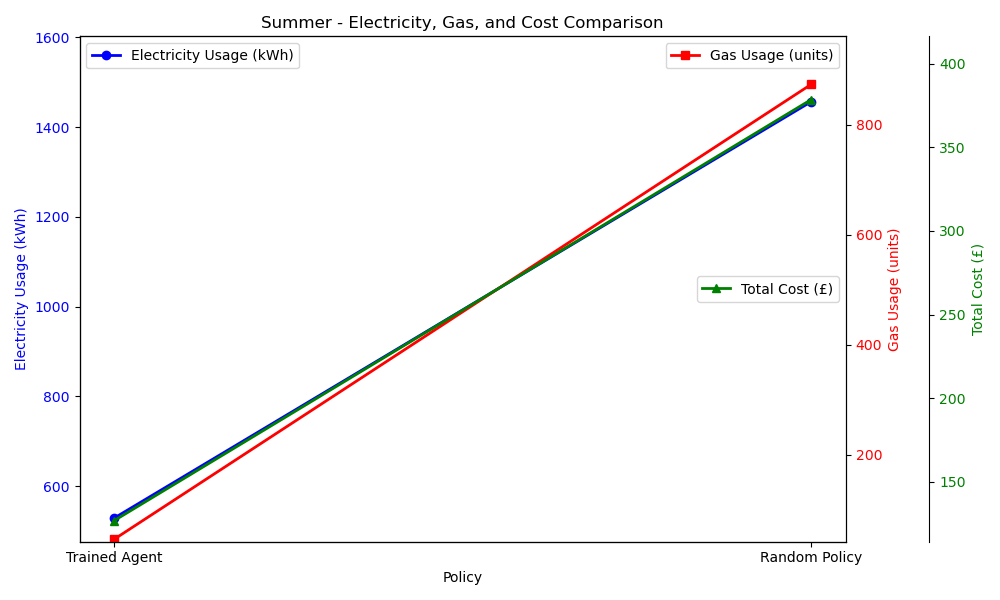 Summer - Electricity, Gas, and Cost Comparison
Electricity Usage (kWh)
Gas Usage (units)
Total Cost (£)
Electricity Usage (kWh)
1600
1400
1200
1000
800
600
800
600
400
200
Gas Usage (units)
400
350
300
250
200
150
Total Cost (£)
Trained Agent
Random Policy
Policy